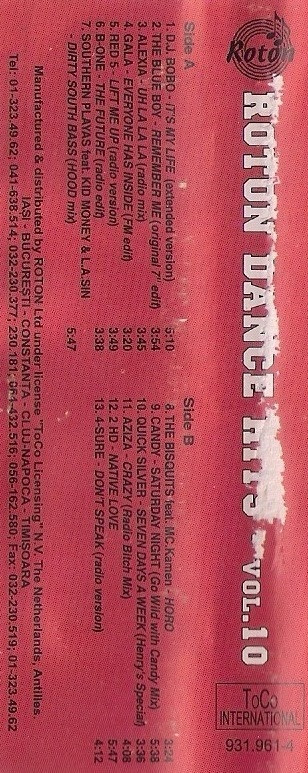 Roton
ROTON DANCE HITS - VOL.10
ToCo
INTERNATIONAL
931.961-4
Side A
1. D.J. BOBO - IT'S MY LIFE (extended version) 5:10
2. THE BLUE BOY - REMEMBER ME (original 7" edit) 3:54
3. ALEXIA - UH LA LA LA (radio mix) 3:45
4. GALA - EVERYONE HAS INSIDE (FM edit) 3:20
5. RED 5 - LIFT ME UP (radio version) 3:49
6. B-ONE - THE FUTURE (radio edit) 3:38
7. SOUTHERN PLAYAS feat. KID MONEY & L.A.SIN
- DIRTY SOUTH BASS (HOOD mix) 5:47
Side B
8. THE BISQUITS feat. MC Kamen - HORO 3:24
9. CANDY - SATURDAY NIGHT (Go Wild with Candy Mix) 5:38
10. QUICK SILVER - SEVEN DAYS A WEEK (Henry's Special) 3:36
11. AZIZA - CRAZY (Radio Bitch Mix) 4:08
12. 2 HD - NATIVE LOVE 5:47
13. 4-SURE - DON'T SPEAK (radio version) 4:12
Manufactured & distributed by ROTON Ltd under license "ToCo Licensing" N.V. The Netherlands, Antilles.
IAŞI - BUCUREŞTI - CONSTANŢA - CLUJ-NAPOCA - TIMIŞOARA
Tel: 01-323.49.62; 041-638.514; 032-230.377; 230.181; 064-432.516; 056-162.580; Fax: 032-230.519; 01-323.49.62